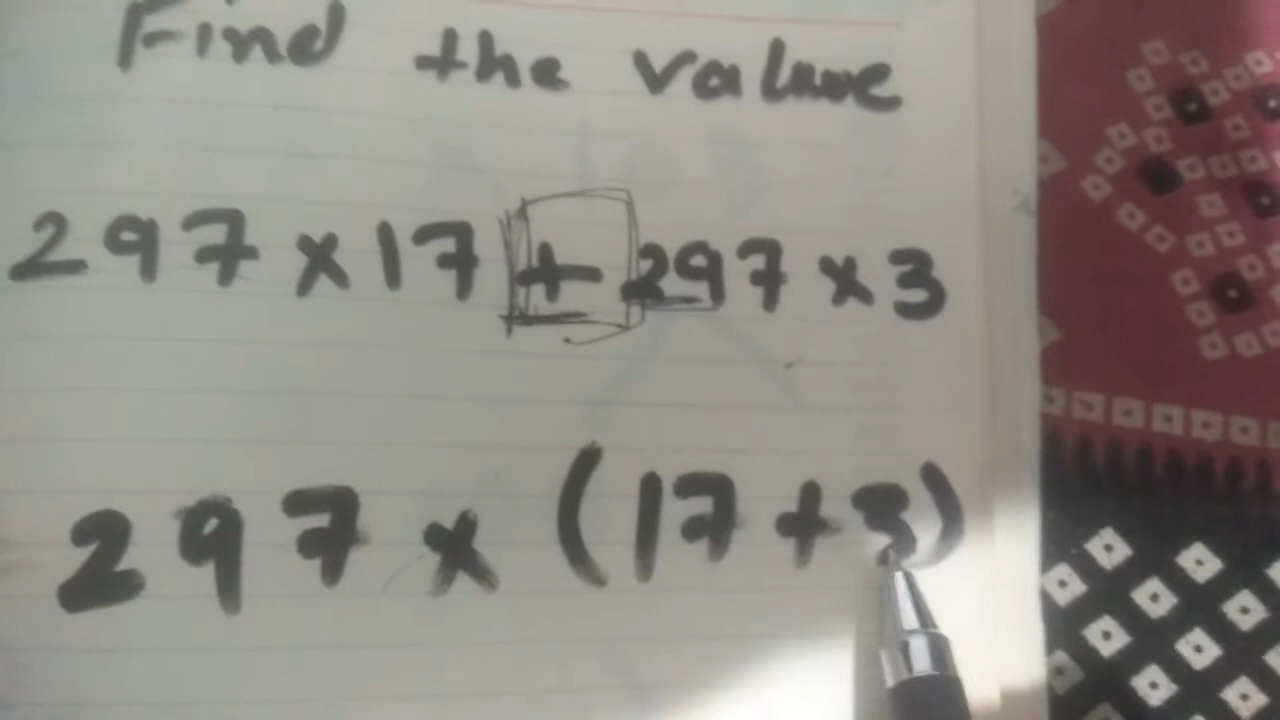 Find the value
297 × 17 + 297 × 3
297 × (17 + 3)